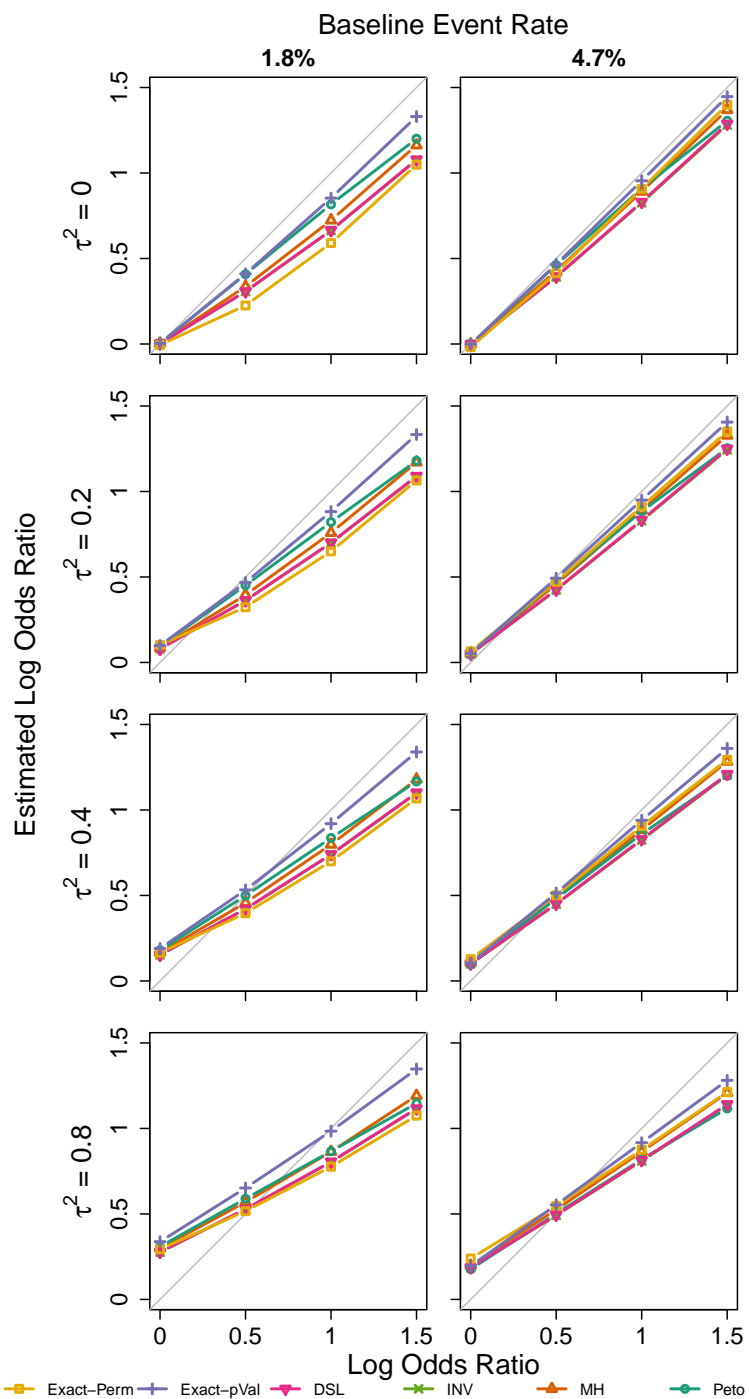 Baseline Event Rate
1.8% 4.7%
Estimated Log Odds Ratio
τ² = 0
1.5
1
0.5
0
τ² = 0.2
1.5
1
0.5
0
τ² = 0.4
1.5
1
0.5
0
τ² = 0.8
1.5
1
0.5
0
0 0.5 1 1.5 0 0.5 1 1.5
Log Odds Ratio
Exact−Perm Exact−pVal DSL INV MH Peto